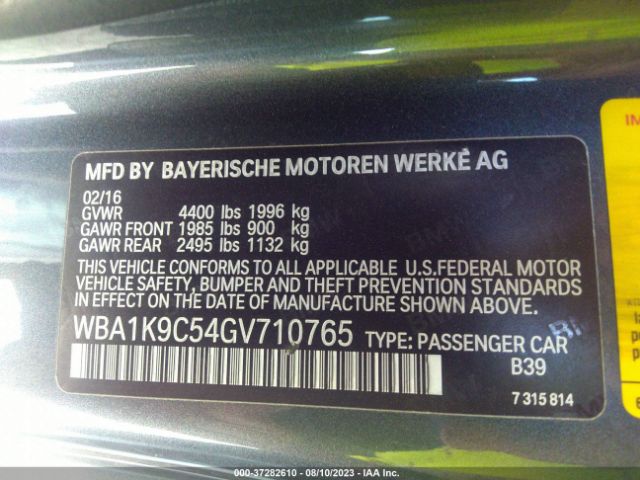 MFD BY BAYERISCHE MOTOREN WERKE AG
02/16
GVWR 4400 lbs 1996 kg
GAWR FRONT 1985 lbs 900 kg
GAWR REAR 2495 lbs 1132 kg
THIS VEHICLE CONFORMS TO ALL APPLICABLE U.S.FEDERAL MOTOR
VEHICLE SAFETY, BUMPER AND THEFT PREVENTION STANDARDS
IN EFFECT ON THE DATE OF MANUFACTURE SHOWN ABOVE.
WBA1K9C54GV710765 TYPE: PASSENGER CAR
B39
7 315 814
000-37282610 - 08/10/2023 - IAA Inc.